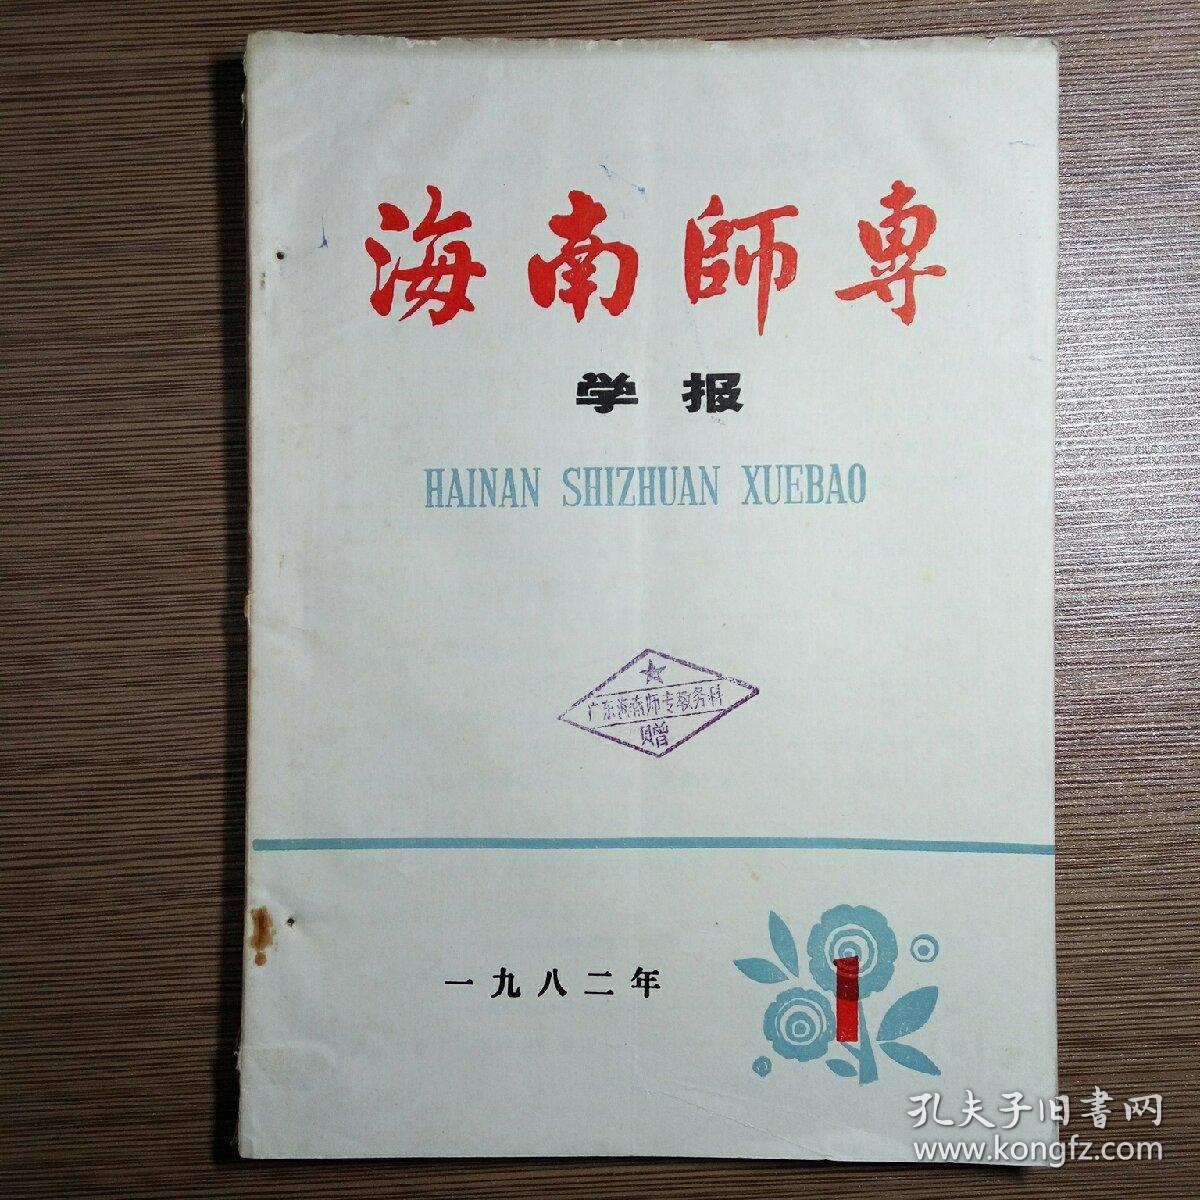 海南師專
学报
HAINAN SHIZHUAN XUEBAO
广东海南师专教务科
赠
一九八二年
1
孔夫子旧書网
www.kongfz.com